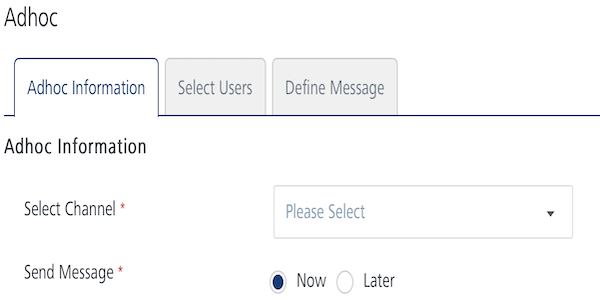 Adhoc
Adhoc Information Select Users Define Message
Adhoc Information
Select Channel * Please Select
Send Message * Now Later